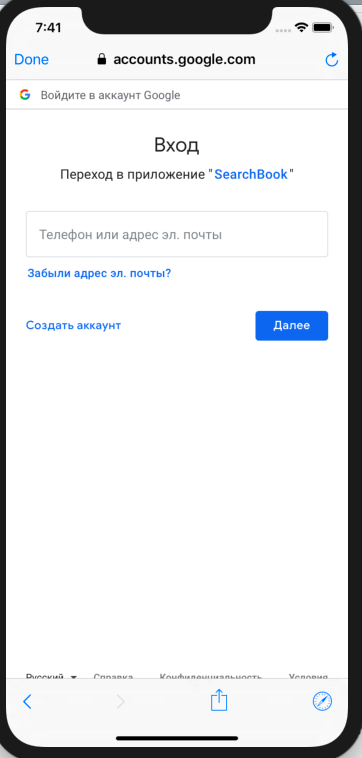 7:41
Done accounts.google.com
Войдите в аккаунт Google
Вход
Переход в приложение "SearchBook"
Телефон или адрес эл. почты
Забыли адрес эл. почты?
Создать аккаунт Далее
Русский Справка Конфиденциальность Условия